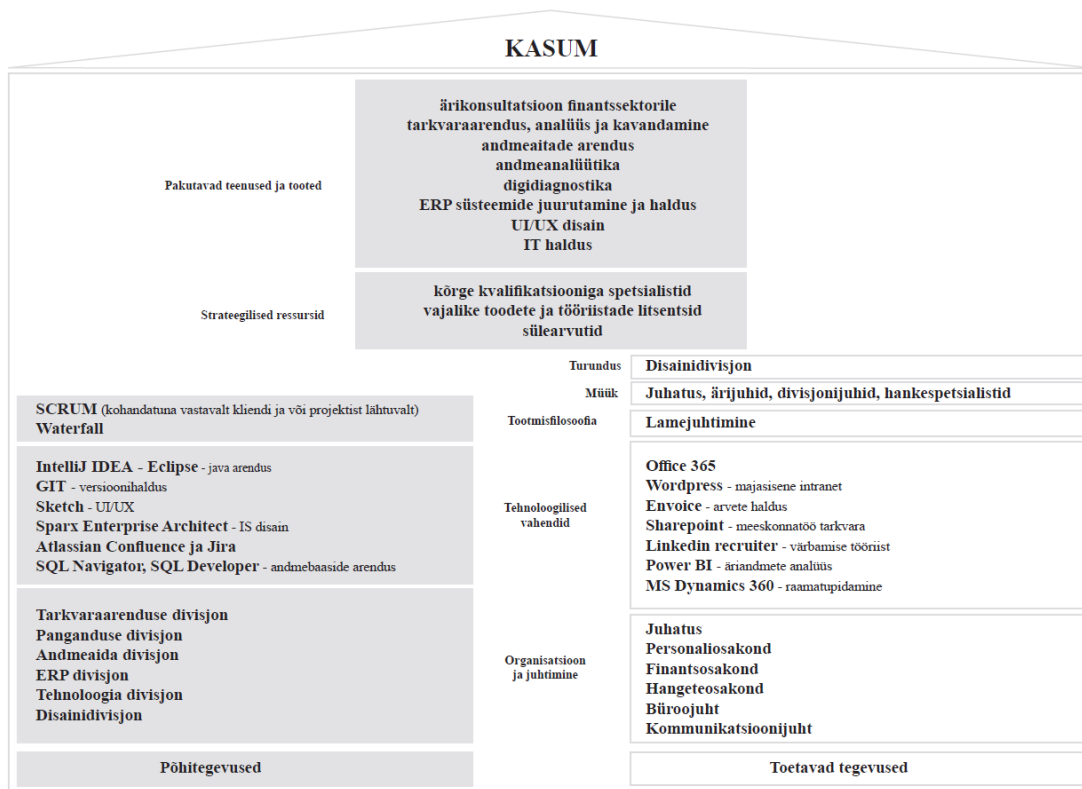 KASUM
ärikonsultatsioon finantssektorile
tarkvaraarendus, analüüs ja kavandamine
andmeaitade arendus
andmeanalüütika
Pakutavad teenused ja tooted
digidiagnostika
ERP süsteemide juurutamine ja haldus
UI/UX disain
IT haldus
kõrge kvalifikatsiooniga spetsialistid
Strateegilised ressursid
vajalike toodete ja tööriistade litsentsid
sülearvutid
Turundus
Disainidivisjon
Müük
Juhatus, ärijuhid, divisjonijuhid, hankespetsialistid
SCRUM (kohandatuna vastavalt kliendi ja või projektist lähtuvalt)
Waterfall
Tootmisfilosoofia
Lamejuhtimine
IntelliJ IDEA - Eclipse - java arendus
GIT - versioonihaldus
Sketch - UI/UX
Sparx Enterprise Architect - IS disain
Atlassian Confluence ja Jira
SQL Navigator, SQL Developer - andmebaaside arendus
Tehnoloogilised
vahendid
Office 365
Wordpress - majasisene intranet
Envoice - arvete haldus
Sharepoint - meeskonnatöö tarkvara
Linkedin recruiter - värbamise tööriist
Power BI - äriandmete analüüs
MS Dynamics 360 - raamatupidamine
Tarkvaraarenduse divisjon
Panganduse divisjon
Andmeaida divisjon
ERP divisjon
Tehnoloogia divisjon
Disainidivisjon
Organisatsioon
ja juhtimine
Juhatus
Personaliosakond
Finantsosakond
Hangeteosakond
Büroojuht
Kommunikatsioonijuht
Põhitegevused
Toetavad tegevused